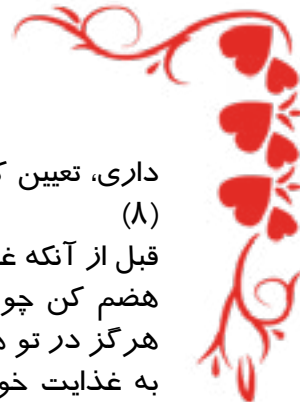 داری، تعیین ک
(۸)
قبل از آنکه غ
هضم کن چو
هرگز در تو ه
به غذایت خو